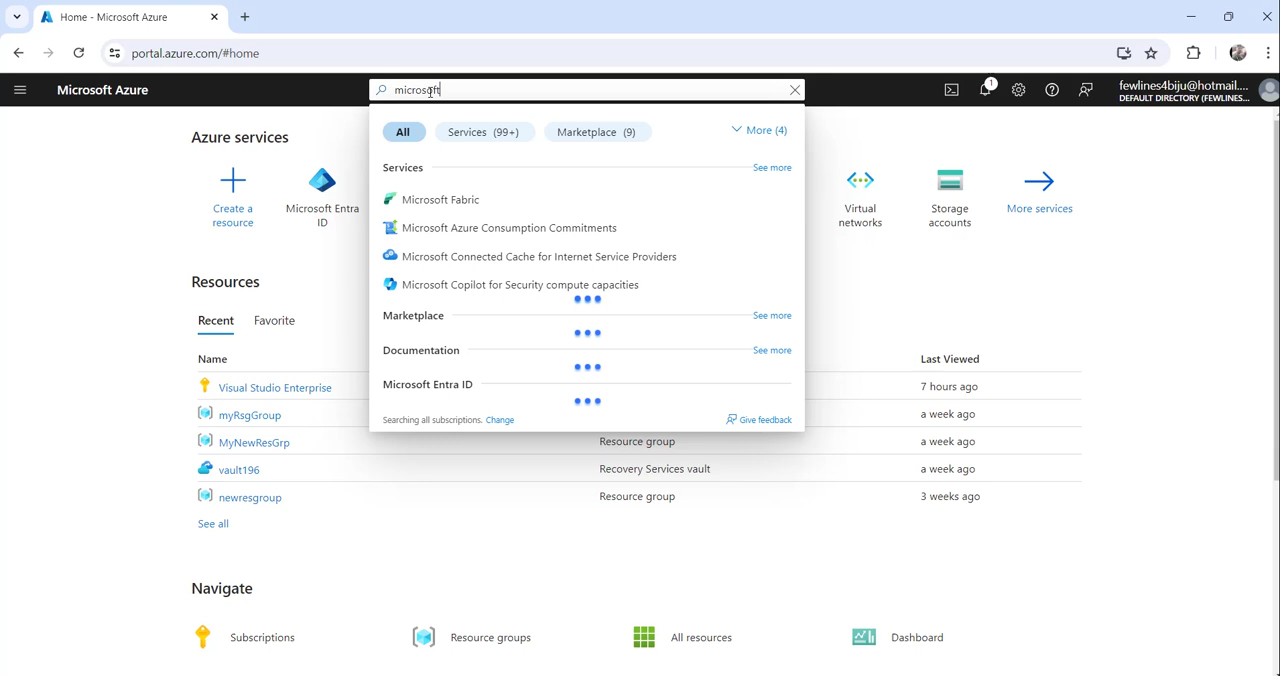 Home - Microsoft Azure
portal.azure.com/#home
Microsoft Azure
microsoft
1
fewlines4biju@hotmail....
DEFAULT DIRECTORY (FEWLINES...
Azure services
Create a
resource
Microsoft Entra
ID
All
Services (99+)
Marketplace (9)
More (4)
Services
See more
Microsoft Fabric
Microsoft Azure Consumption Commitments
Microsoft Connected Cache for Internet Service Providers
Microsoft Copilot for Security compute capacities
Marketplace
See more
Documentation
See more
Microsoft Entra ID
Searching all subscriptions. Change
Give feedback
Virtual
networks
Storage
accounts
More services
Resources
Recent
Favorite
Name
Last Viewed
Visual Studio Enterprise
7 hours ago
myRsgGroup
a week ago
MyNewResGrp
Resource group
a week ago
vault196
Recovery Services vault
a week ago
newresgroup
Resource group
3 weeks ago
See all
Navigate
Subscriptions
Resource groups
All resources
Dashboard